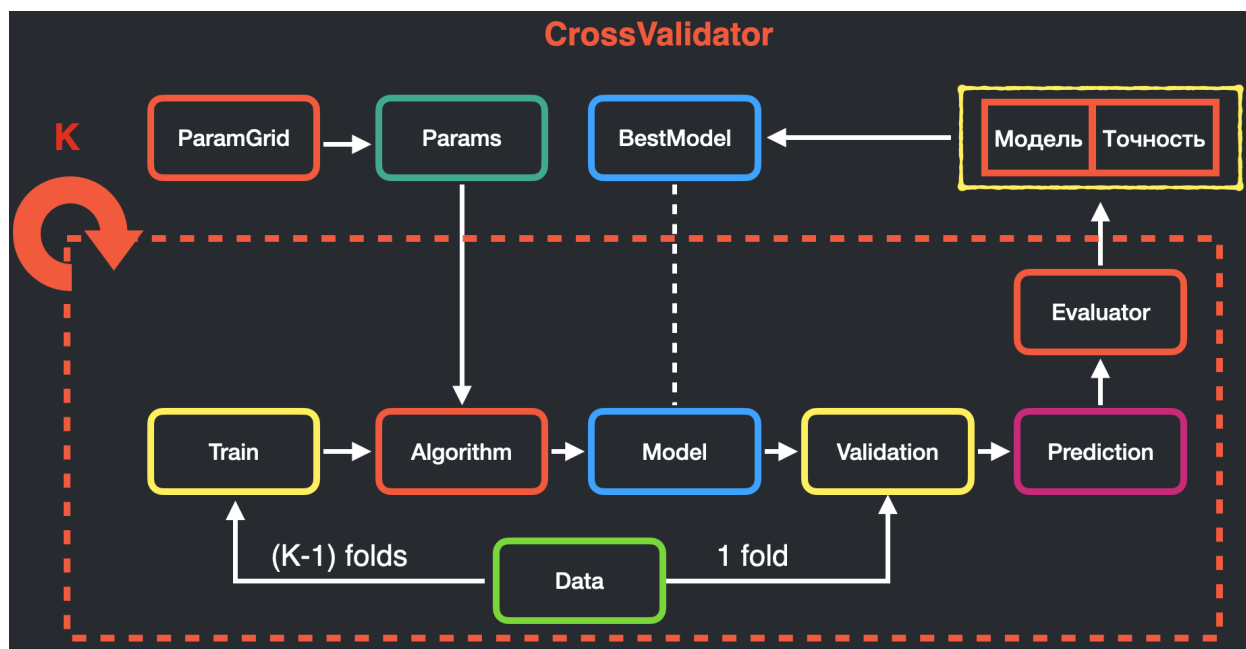 CrossValidator
K
ParamGrid
Params
BestModel
Модель
Точность
Evaluator
Train
Algorithm
Model
Validation
Prediction
(K-1) folds
Data
1 fold